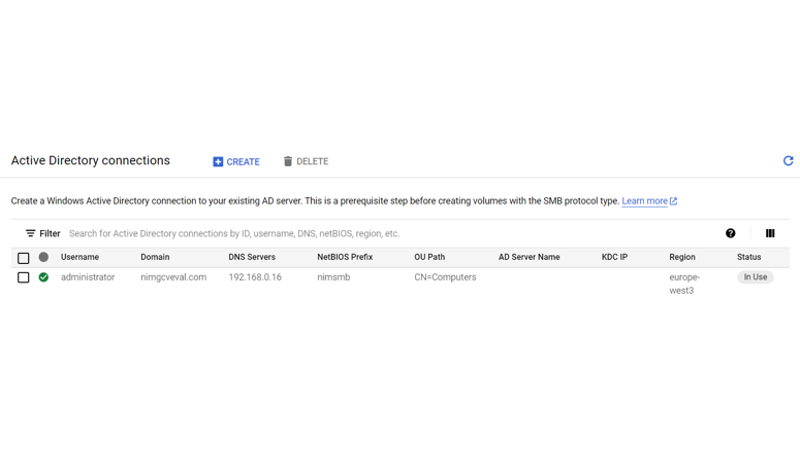 Active Directory connections CREATE DELETE
Create a Windows Active Directory connection to your existing AD server. This is a prerequisite step before creating volumes with the SMB protocol type. Learn more
Filter Search for Active Directory connections by ID, username, DNS, netBIOS, region, etc.
Username Domain DNS Servers NetBIOS Prefix OU Path AD Server Name KDC IP Region Status
administrator nimgcveval.com 192.168.0.16 nimsmb CN=Computers europe- In Use
west3